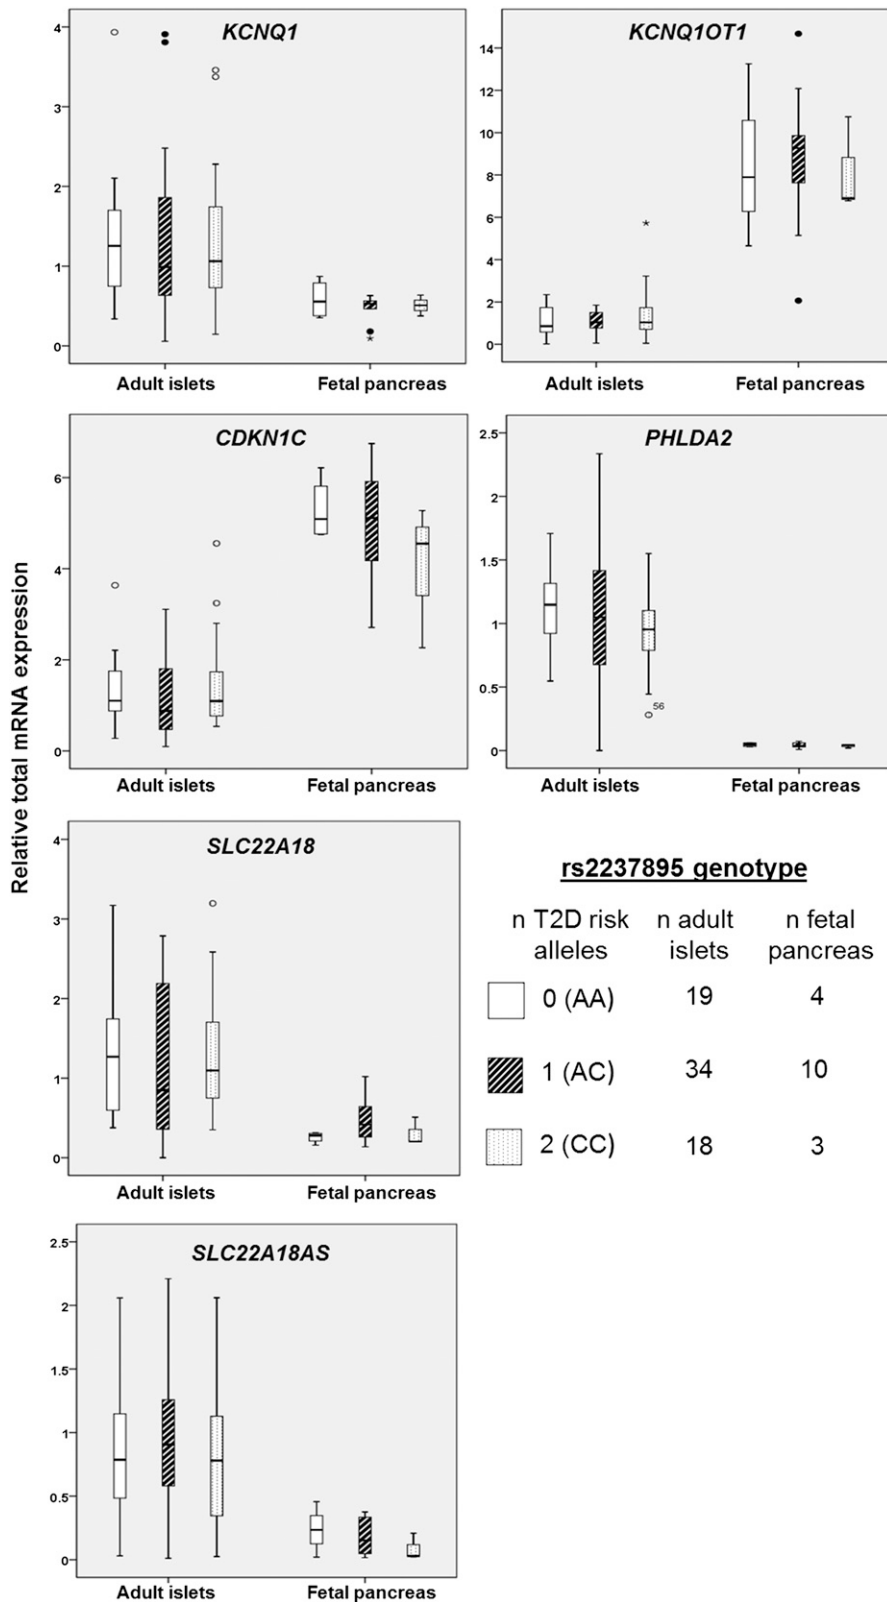 Relative total mRNA expression
KCNQ1
4
3
2
1
0
Adult islets Fetal pancreas
KCNQ1OT1
14
12
10
8
6
4
2
0
Adult islets Fetal pancreas
CDKN1C
6
4
2
0
Adult islets Fetal pancreas
PHLDA2
2.5
2
1.5
1
0.5
0
56
Adult islets Fetal pancreas
SLC22A18
4
3
2
1
0
Adult islets Fetal pancreas
rs2237895 genotype
n T2D risk n adult n fetal
alleles islets pancreas
0 (AA) 19 4
1 (AC) 34 10
2 (CC) 18 3
SLC22A18AS
2.5
2
1.5
1
0.5
0
Adult islets Fetal pancreas